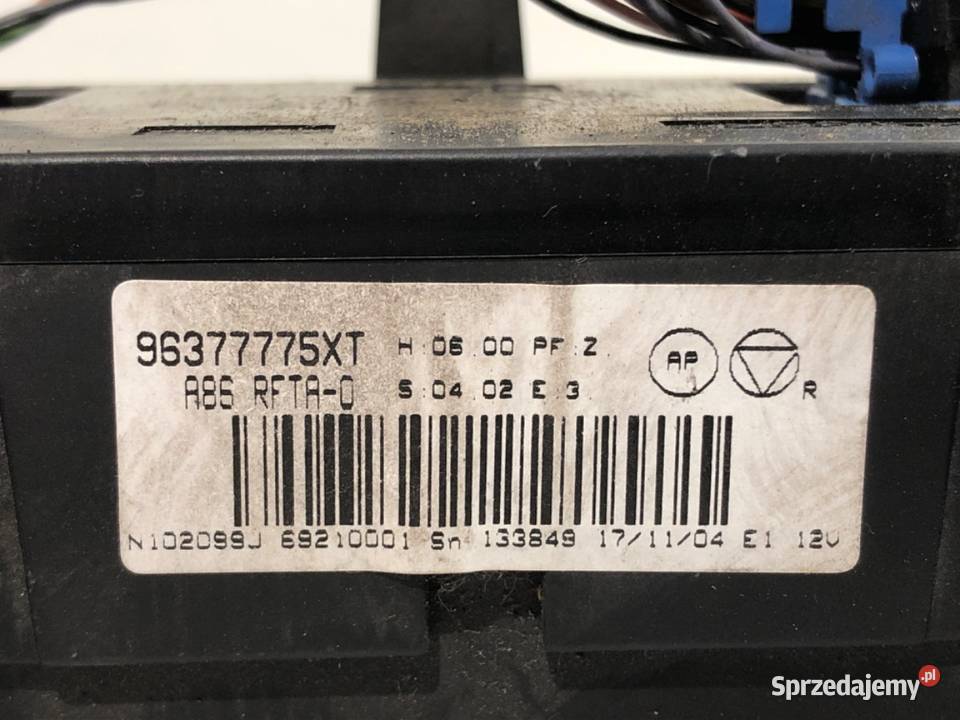 96377775XT H 06.00 PF.Z.
A86 RFTA-0 S.04.02 E.3.
AP
R
N102099J 69210001 Sn 133849 17/11/04 E1 12V
Sprzedajemy.pl